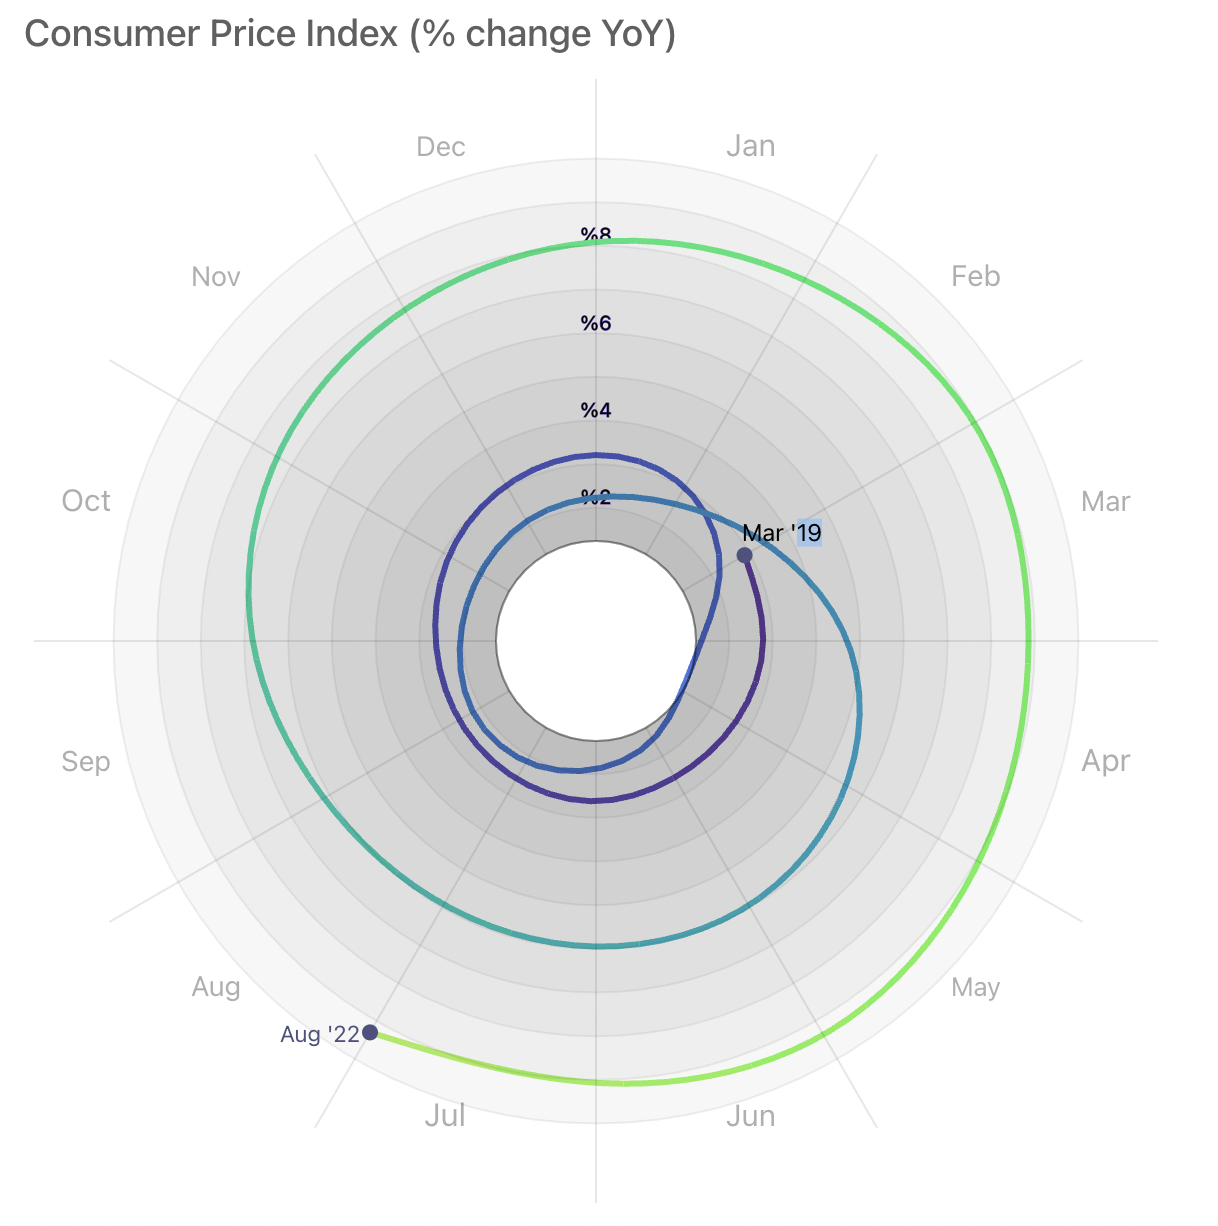 Consumer Price Index (% change YoY)
Dec
Jan
Nov
Feb
%8
%6
%4
%2
Oct
Mar
Mar '19
Sep
Apr
Aug
May
Aug '22
Jul
Jun